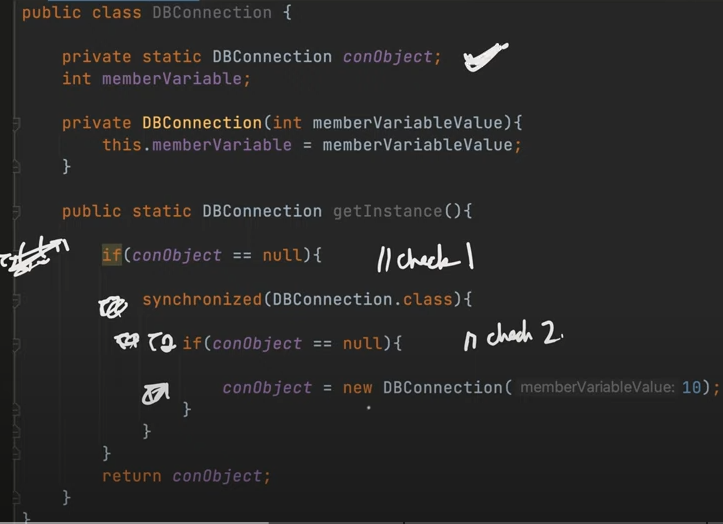 public class DBConnection {
private static DBConnection conObject;
int memberVariable;
private DBConnection(int memberVariableValue){
this.memberVariable = memberVariableValue;
}
public static DBConnection getInstance(){
if(conObject == null){ // check 1
synchronized(DBConnection.class){
T2 if(conObject == null){ // check 2.
conObject = new DBConnection( memberVariableValue: 10);
}
}
}
return conObject;
}
}